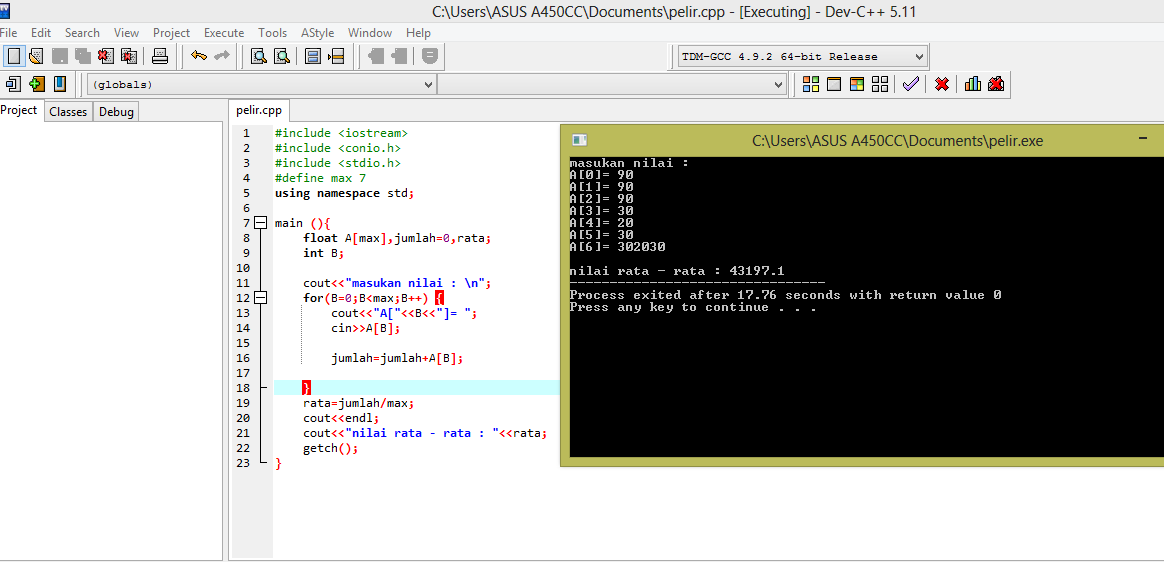 C:\Users\ASUS A450CC\Documents\pelir.cpp - [Executing] - Dev-C++ 5.11
File Edit Search View Project Execute Tools AStyle Window Help
TDM-GCC 4.9.2 64-bit Release
(globals)
Project Classes Debug
pelir.cpp
1 #include <iostream>
2 #include <conio.h>
3 #include <stdio.h>
4 #define max 7
5 using namespace std;
6
7 main (){
8 float A[max],jumlah=0,rata;
9 int B;
10
11 cout<<"masukan nilai : \n";
12 for(B=0;B<max;B++) {
13 cout<<"A["<<B<<"]= ";
14 cin>>A[B];
15
16 jumlah=jumlah+A[B];
17
18 }
19 rata=jumlah/max;
20 cout<<endl;
21 cout<<"nilai rata - rata : "<<rata;
22 getch();
23 }
C:\Users\ASUS A450CC\Documents\pelir.exe
masukan nilai :
A[0]= 90
A[1]= 90
A[2]= 90
A[3]= 30
A[4]= 20
A[5]= 30
A[6]= 302030
nilai rata - rata : 43197.1
--------------------------------
Process exited after 17.76 seconds with return value 0
Press any key to continue . . .